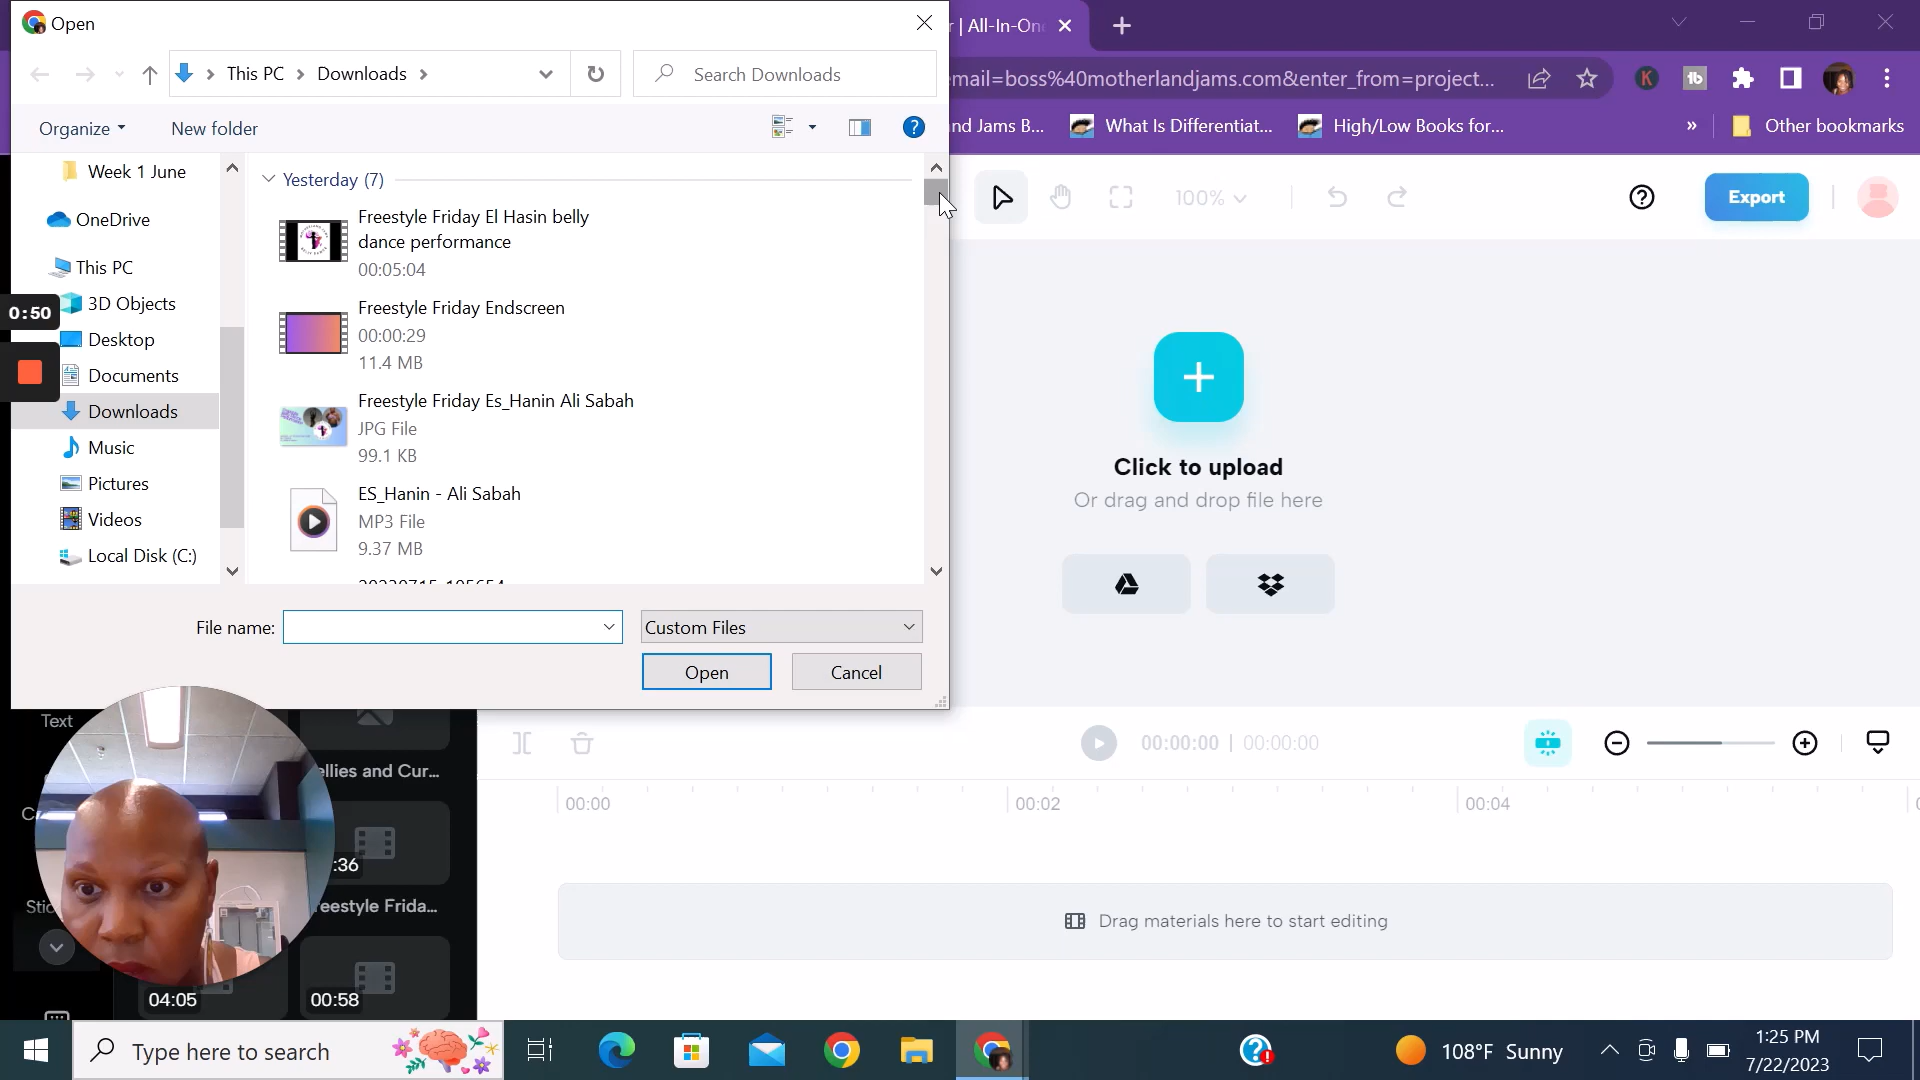 Open
r | All-In-On
This PC > Downloads >
Search Downloads
email=boss%40motherlandjams.com&enter_from=project...
K
tb
Organize
New folder
nd Jams B...
What Is Differentiat...
High/Low Books for...
»
Other bookmarks
Week 1 June
OneDrive
This PC
3D Objects
Desktop
Documents
Downloads
Music
Pictures
Videos
Local Disk (C:)
0:50
Yesterday (7)
Freestyle Friday El Hasin belly
dance performance
00:05:04
Freestyle Friday Endscreen
00:00:29
11.4 MB
Freestyle Friday Es_Hanin Ali Sabah
JPG File
99.1 KB
ES_Hanin - Ali Sabah
MP3 File
9.37 MB
100%
Export
Click to upload
Or drag and drop file here
File name:
Custom Files
Open
Cancel
Text
ellies and Cur...
:36
Stic
reestyle Frida...
04:05
00:58
00:00:00 | 00:00:00
00:00
00:02
00:04
Drag materials here to start editing
Type here to search
108°F Sunny
1:25 PM
7/22/2023